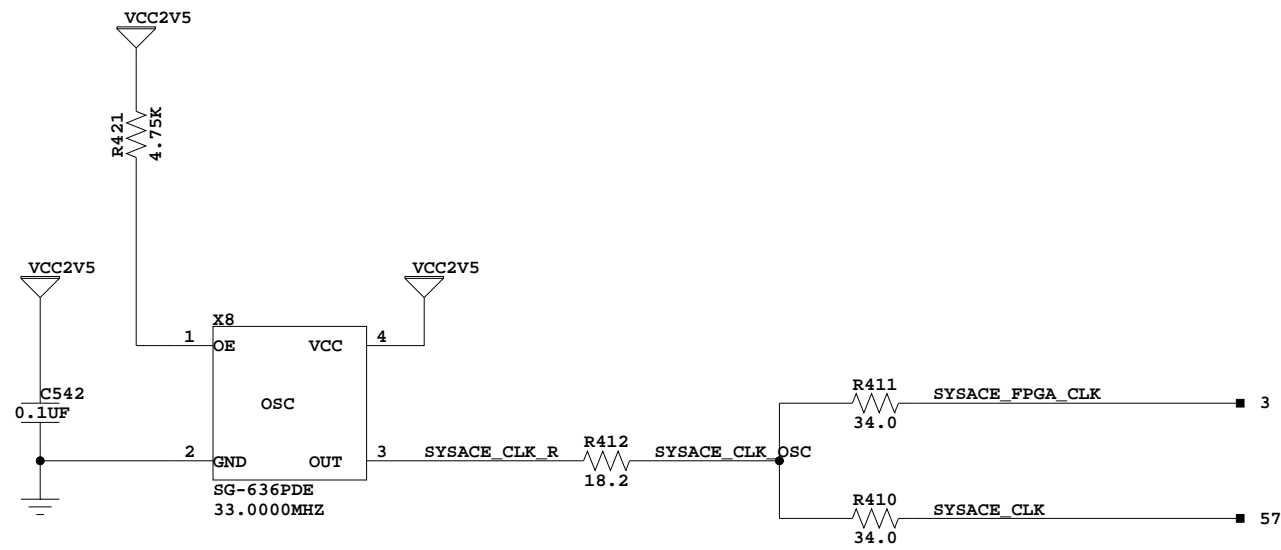 VCC2V5
R421
4.75K
VCC2V5
VCC2V5
X8
1
OE
VCC
4
C542
0.1UF
OSC
R411
SYSACE_FPGA_CLK
3
34.0
2
GND
OUT
3
SYSACE_CLK_R
R412
18.2
SYSACE_CLK_OSC
SG-636PDE
33.0000MHZ
R410
SYSACE_CLK
57
34.0